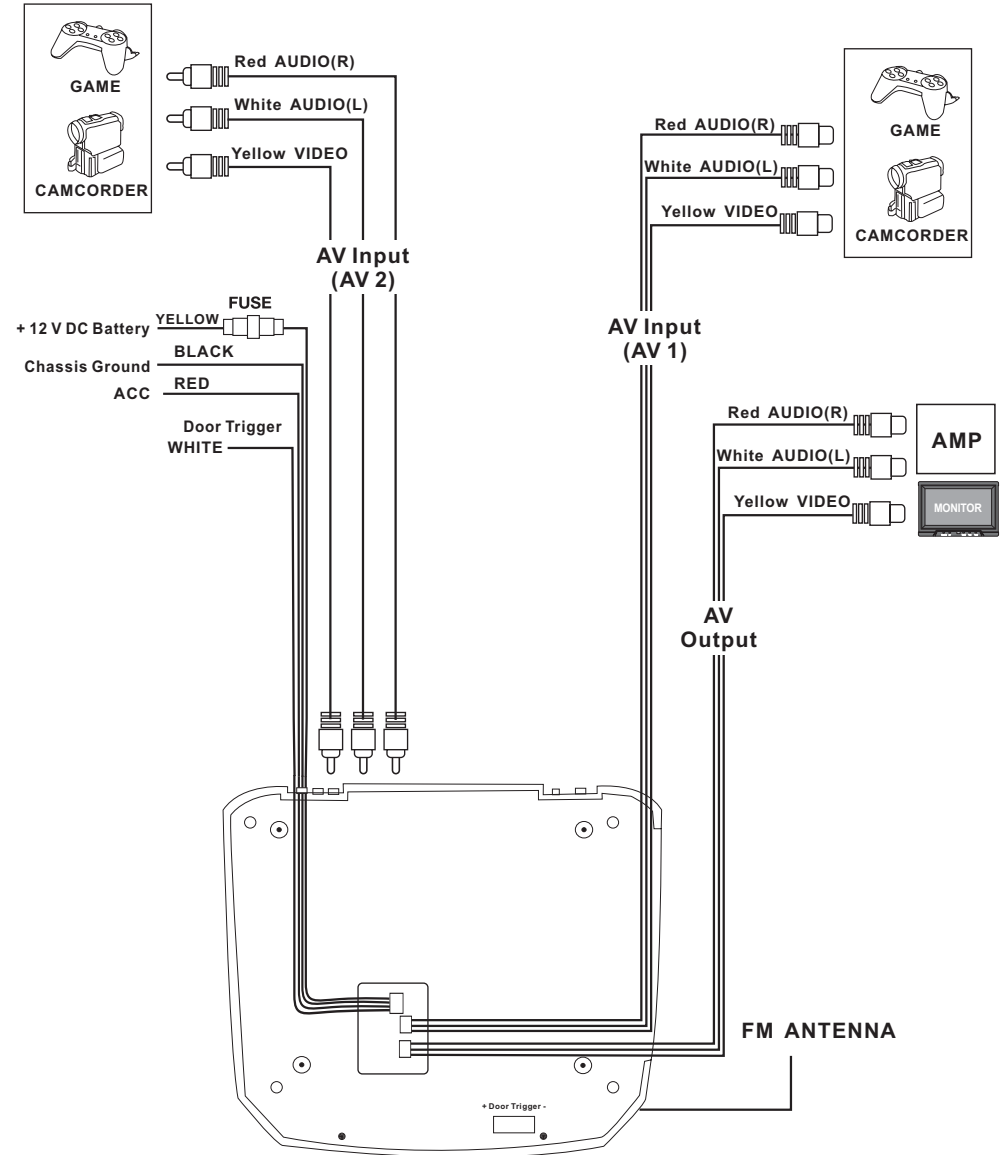 GAME
CAMCORDER
Red AUDIO(R)
White AUDIO(L)
Yellow VIDEO
AV Input
(AV 2)
FUSE
+ 12 V DC Battery
YELLOW
Chassis Ground
BLACK
ACC
RED
Door Trigger
WHITE
Red AUDIO(R)
White AUDIO(L)
Yellow VIDEO
GAME
CAMCORDER
AV Input
(AV 1)
Red AUDIO(R)
White AUDIO(L)
Yellow VIDEO
AMP
MONITOR
AV
Output
FM ANTENNA
+ Door Trigger -